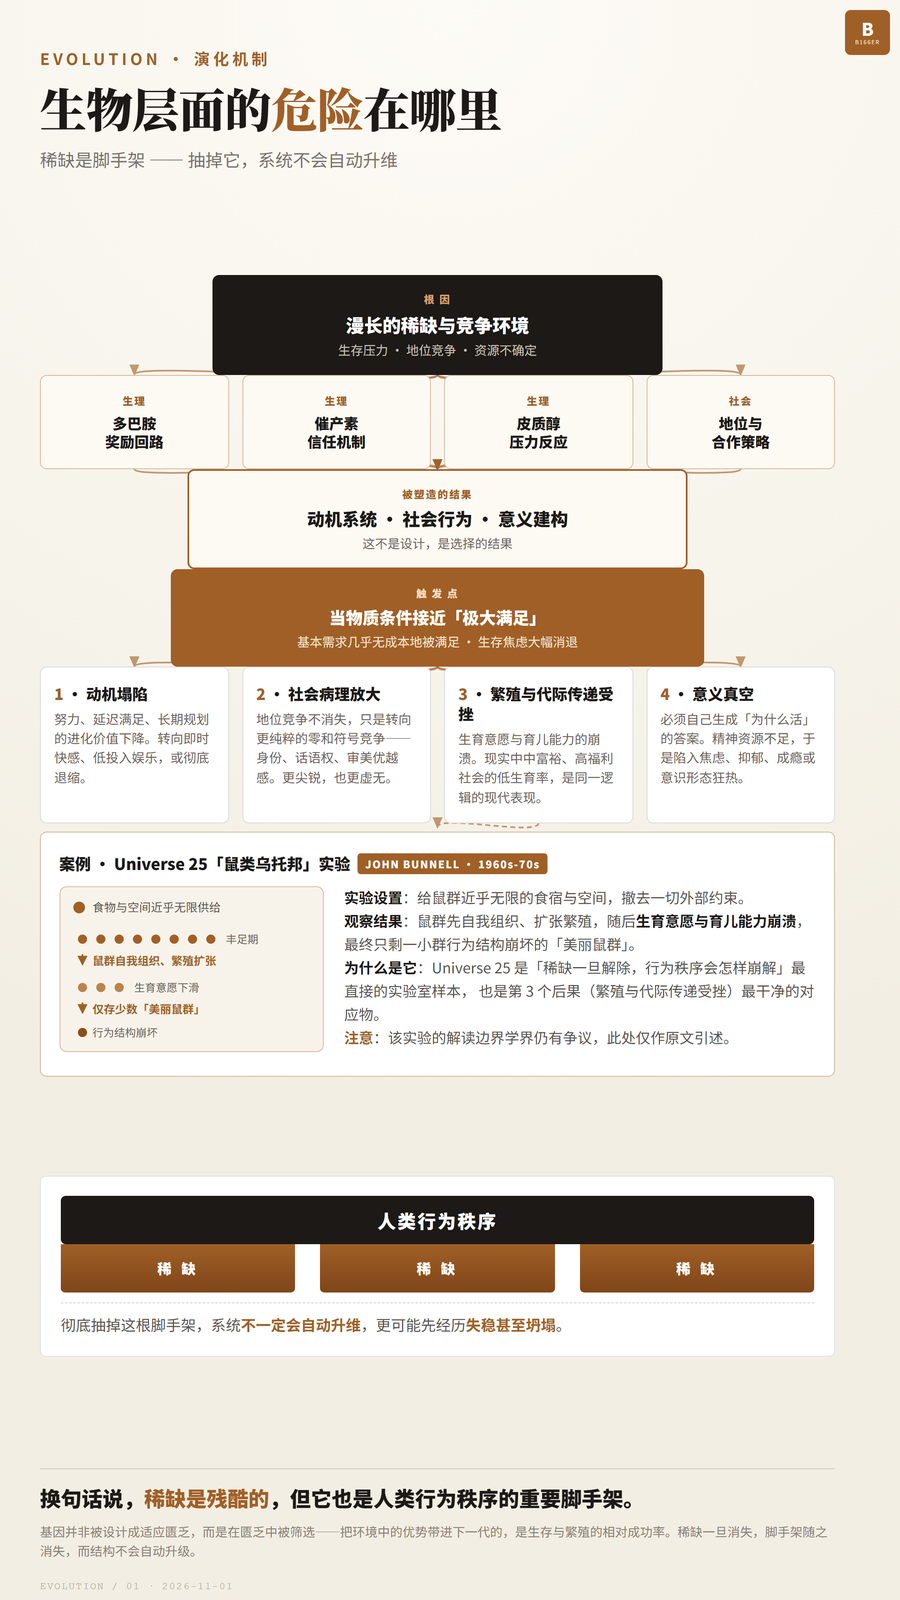 B
B1GGER
EVOLUTION • 演化机制
生物层面的危险在哪里
稀缺是脚手架 —— 抽掉它，系统不会自动升维
根因
漫长的稀缺与竞争环境
生存压力 • 地位竞争 • 资源不确定
生理
多巴胺
奖励回路
生理
催产素
信任机制
生理
皮质醇
压力反应
社会
地位与
合作策略
被塑造的结果
动机系统 • 社会行为 • 意义建构
这不是设计，是选择的结果
触发点
当物质条件接近「极大满足」
基本需求几乎无成本地被满足 • 生存焦虑大幅消退
1 • 动机塌陷
努力、延迟满足、长期规划
的进化价值下降。转向即时
快感、低投入娱乐，或彻底
退缩。
2 • 社会病理放大
地位竞争不消失，只是转向
更纯粹的零和符号竞争——
身份、话语权、审美优越
感。更尖锐，也更虚无。
3 • 繁殖与代际传递受
挫
生育意愿与育儿能力的崩
溃。现实中中富裕、高福利
社会的低生育率，是同一逻
辑的现代表现。
4 • 意义真空
必须自己生成「为什么活」
的答案。精神资源不足，于
是陷入焦虑、抑郁、成瘾或
意识形态狂热。
案例 • Universe 25「鼠类乌托邦」实验 JOHN BUNNELL • 1960s-70s
食物与空间近乎无限供给
丰足期
鼠群自我组织、繁殖扩张
生育意愿下滑
仅存少数「美丽鼠群」
行为结构崩坏
实验设置：给鼠群近乎无限的食宿与空间，撤去一切外部约束。
观察结果：鼠群先自我组织、扩张繁殖，随后生育意愿与育儿能力崩溃，
最终只剩一小群行为结构崩坏的「美丽鼠群」。
为什么是它：Universe 25 是「稀缺一旦解除，行为秩序会怎样崩解」最
直接的实验室样本， 也是第 3 个后果（繁殖与代际传递受挫）最干净的对
应物。
注意：该实验的解读边界学界仍有争议，此处仅作原文引述。
人类行为秩序
稀缺
稀缺
稀缺
彻底抽掉这根脚手架，系统不一定会自动升维，更可能先经历失稳甚至坍塌。
换句话说，稀缺是残酷的，但它也是人类行为秩序的重要脚手架。
基因并非被设计成适应匮乏，而是在匮乏中被筛选——把环境中的优势带进下一代的，是生存与繁殖的相对成功率。稀缺一旦消失，脚手架随之
消失，而结构不会自动升级。
EVOLUTION / 01 · 2026-11-01